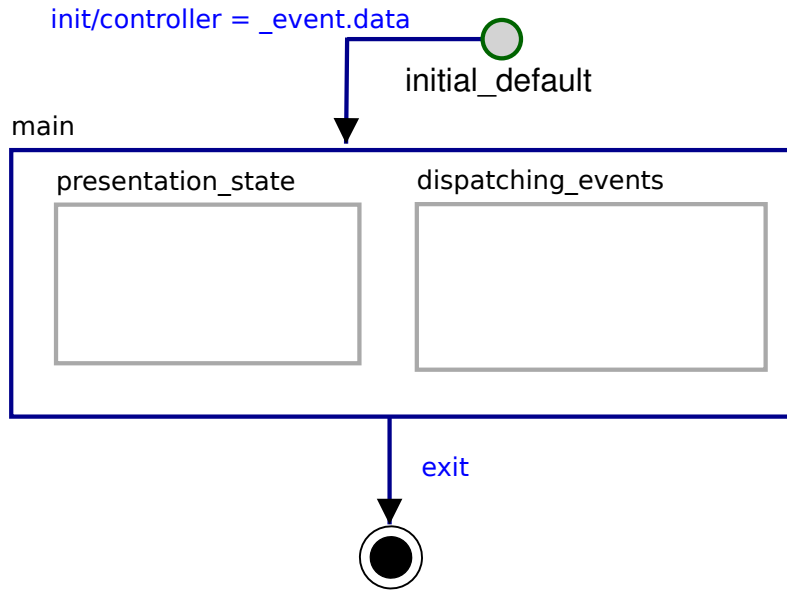 init/controller = _event.data
initial_default
main
presentation_state
dispatching_events
exit